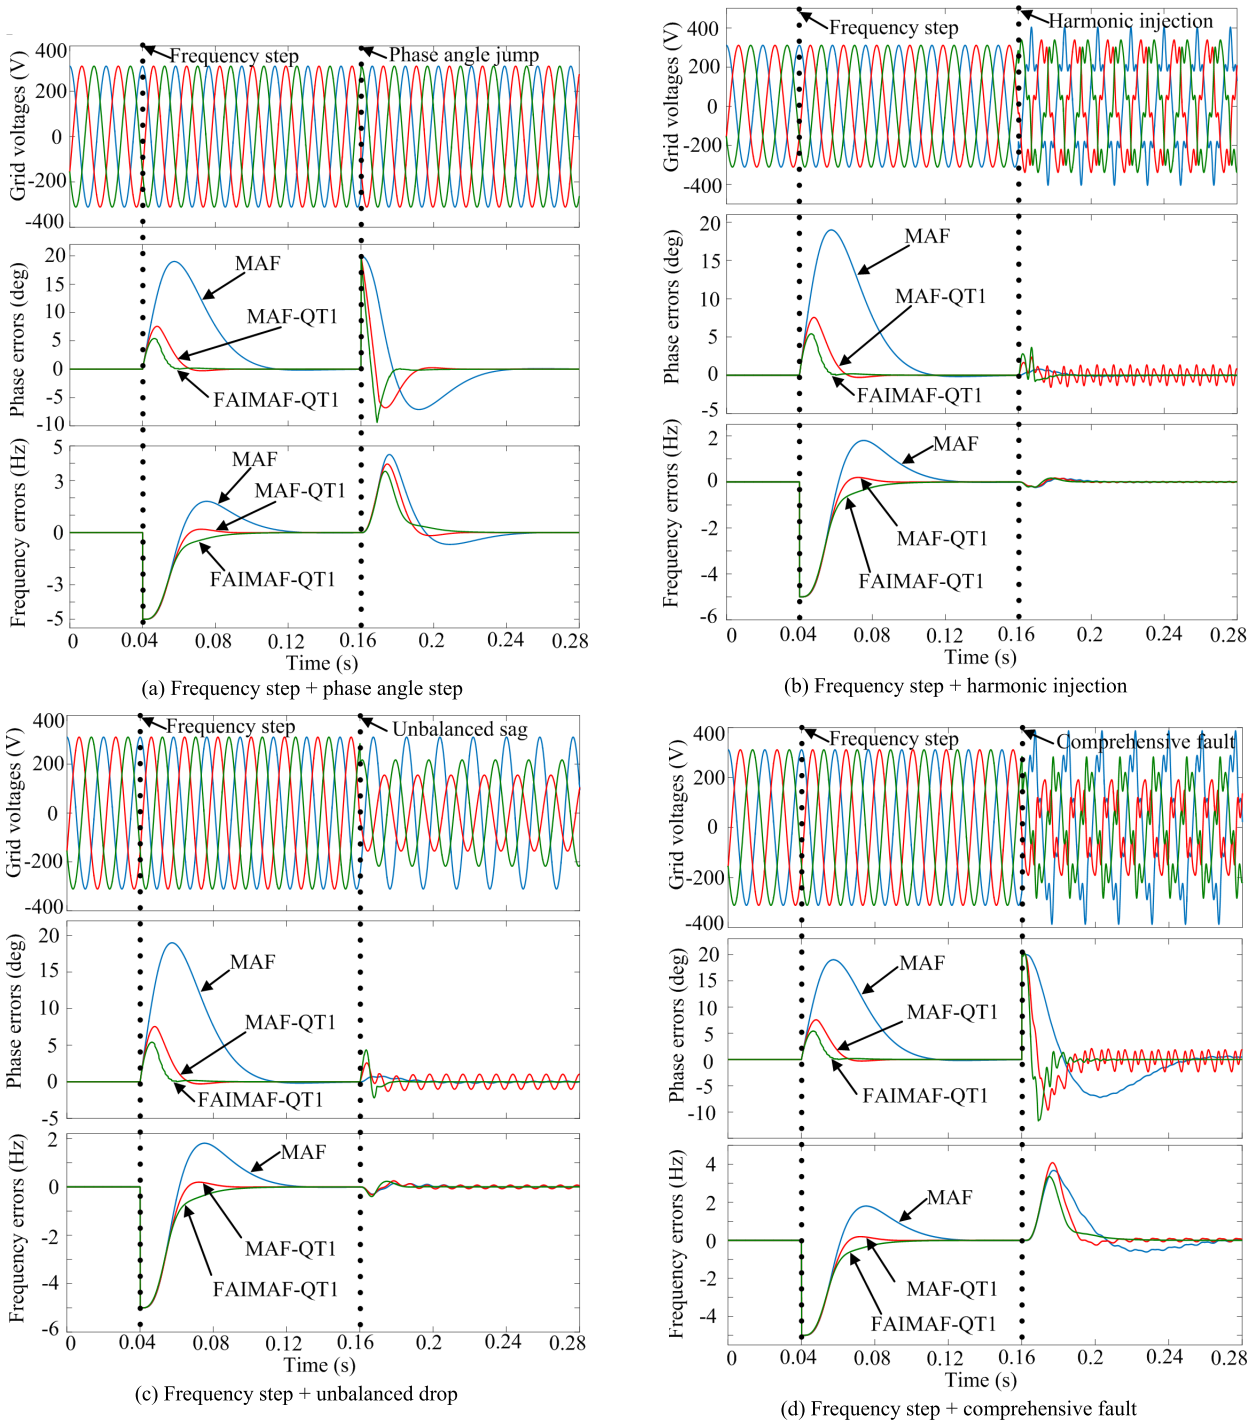 Frequency step
Phase angle jump
Grid voltages (V)
400
200
0
-200
-400
Phase errors (deg)
20
15
10
5
0
-5
-10
MAF
MAF-QT1
FAIMAF-QT1
Frequency errors (Hz)
5
3
0
-3
-5
MAF
MAF-QT1
FAIMAF-QT1
0 0.04 0.08 0.12 0.16 0.2 0.24 0.28
Time (s)
(a) Frequency step + phase angle step
Frequency step
Harmonic injection
Grid voltages (V)
400
200
0
-200
-400
Phase errors (deg)
20
15
10
5
0
-5
MAF
MAF-QT1
FAIMAF-QT1
Frequency errors (Hz)
2
0
-2
-4
-6
MAF
MAF-QT1
FAIMAF-QT1
0 0.04 0.08 0.12 0.16 0.2 0.24 0.28
Time (s)
(b) Frequency step + harmonic injection
Frequency step
Unbalanced sag
Grid voltages (V)
400
200
0
-200
-400
Phase errors (deg)
20
15
10
5
0
-5
MAF
MAF-QT1
FAIMAF-QT1
Frequency errors (Hz)
2
0
-2
-4
-6
MAF
MAF-QT1
FAIMAF-QT1
0 0.04 0.08 0.12 0.16 0.2 0.24 0.28
Time (s)
(c) Frequency step + unbalanced drop
Frequency step
Comprehensive fault
Grid voltages (V)
400
200
0
-200
-400
Phase errors (deg)
20
15
10
5
0
-5
-10
MAF
MAF-QT1
FAIMAF-QT1
Frequency errors (Hz)
4
2
0
-2
-4
MAF
MAF-QT1
FAIMAF-QT1
0 0.04 0.08 0.12 0.16 0.2 0.24 0.28
Time (s)
(d) Frequency step + comprehensive fault